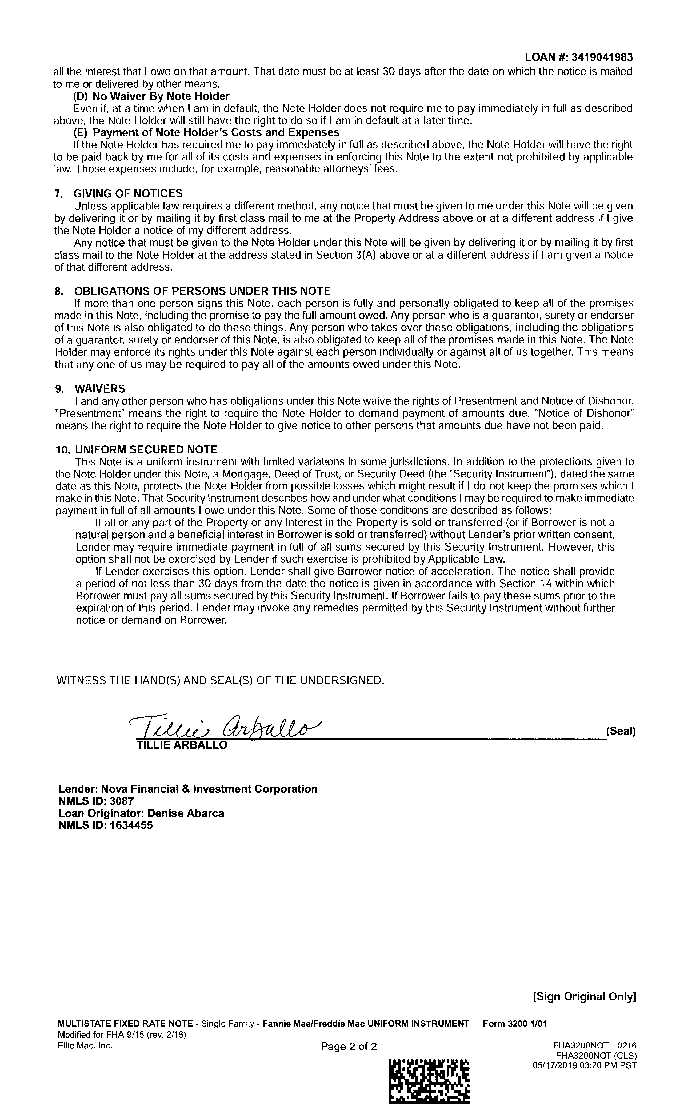 LOAN #: 3419041983
all the interest that I owe on that amount. That date must be at least 30 days after the date on which the notice is mailed
to me or delivered by other means.
(D) No Waiver By Note Holder
Even if, at a time when I am in default, the Note Holder does not require me to pay immediately in full as described
above, the Note Holder will still have the right to do so if I am in default at a later time.
(E) Payment of Note Holder's Costs and Expenses
If the Note Holder has required me to pay immediately in full as described above, the Note Holder will have the right
to be paid back by me for all of its costs and expenses in enforcing this Note to the extent not prohibited by applicable
law. Those expenses include, for example, reasonable attorneys' fees.
7. GIVING OF NOTICES
Unless applicable law requires a different method, any notice that must be given to me under this Note will be given
by delivering it or by mailing it by first class mail to me at the Property Address above or at a different address if I give
the Note Holder a notice of my different address.
Any notice that must be given to the Note Holder under this Note will be given by delivering it or by mailing it by first
class mail to the Note Holder at the address stated in Section 3(A) above or at a different address if I am given a notice
of that different address.
8. OBLIGATIONS OF PERSONS UNDER THIS NOTE
If more than one person signs this Note, each person is fully and personally obligated to keep all of the promises
made in this Note, including the promise to pay the full amount owed. Any person who is a guarantor, surety or endorser
of this Note is also obligated to do these things. Any person who takes over these obligations, including the obligations
of a guarantor, surety or endorser of this Note, is also obligated to keep all of the promises made in this Note. The Note
Holder may enforce its rights under this Note against each person individually or against all of us together. This means
that any one of us may be required to pay all of the amounts owed under this Note.
9. WAIVERS
I and any other person who has obligations under this Note waive the rights of Presentment and Notice of Dishonor.
"Presentment" means the right to require the Note Holder to demand payment of amounts due. "Notice of Dishonor"
means the right to require the Note Holder to give notice to other persons that amounts due have not been paid.
10. UNIFORM SECURED NOTE
This Note is a uniform instrument with limited variations in some jurisdictions. In addition to the protections given to
the Note Holder under this Note, a Mortgage, Deed of Trust, or Security Deed (the "Security Instrument"), dated the same
date as this Note, protects the Note Holder from possible losses which might result if I do not keep the promises which I
make in this Note. That Security Instrument describes how and under what conditions I may be required to make immediate
payment in full of all amounts I owe under this Note. Some of those conditions are described as follows:
If all or any part of the Property or any Interest in the Property is sold or transferred (or if Borrower is not a
natural person and a beneficial interest in Borrower is sold or transferred) without Lender's prior written consent,
Lender may require immediate payment in full of all sums secured by this Security Instrument. However, this
option shall not be exercised by Lender if such exercise is prohibited by Applicable Law.
If Lender exercises this option, Lender shall give Borrower notice of acceleration. The notice shall provide
a period of not less than 30 days from the date the notice is given in accordance with Section 14 within which
Borrower must pay all sums secured by this Security Instrument. If Borrower fails to pay these sums prior to the
expiration of this period, Lender may invoke any remedies permitted by this Security Instrument without further
notice or demand on Borrower.
WITNESS THE HAND(S) AND SEAL(S) OF THE UNDERSIGNED.
Tillie Arballo
(Seal)
TILLIE ARBALLO
Lender: Nova Financial & Investment Corporation
NMLS ID: 3087
Loan Originator: Denise Abarca
NMLS ID: 1634455
[Sign Original Only]
MULTISTATE FIXED RATE NOTE - Single Family - Fannie Mae/Freddie Mac UNIFORM INSTRUMENT Form 3200 1/01
Modified for FHA 9/15 (rev. 2/16)
Ellie Mae, Inc. Page 2 of 2 FHA3200NOT 0216
FHA3200NOT (CLS)
05/17/2019 03:20 PM PST